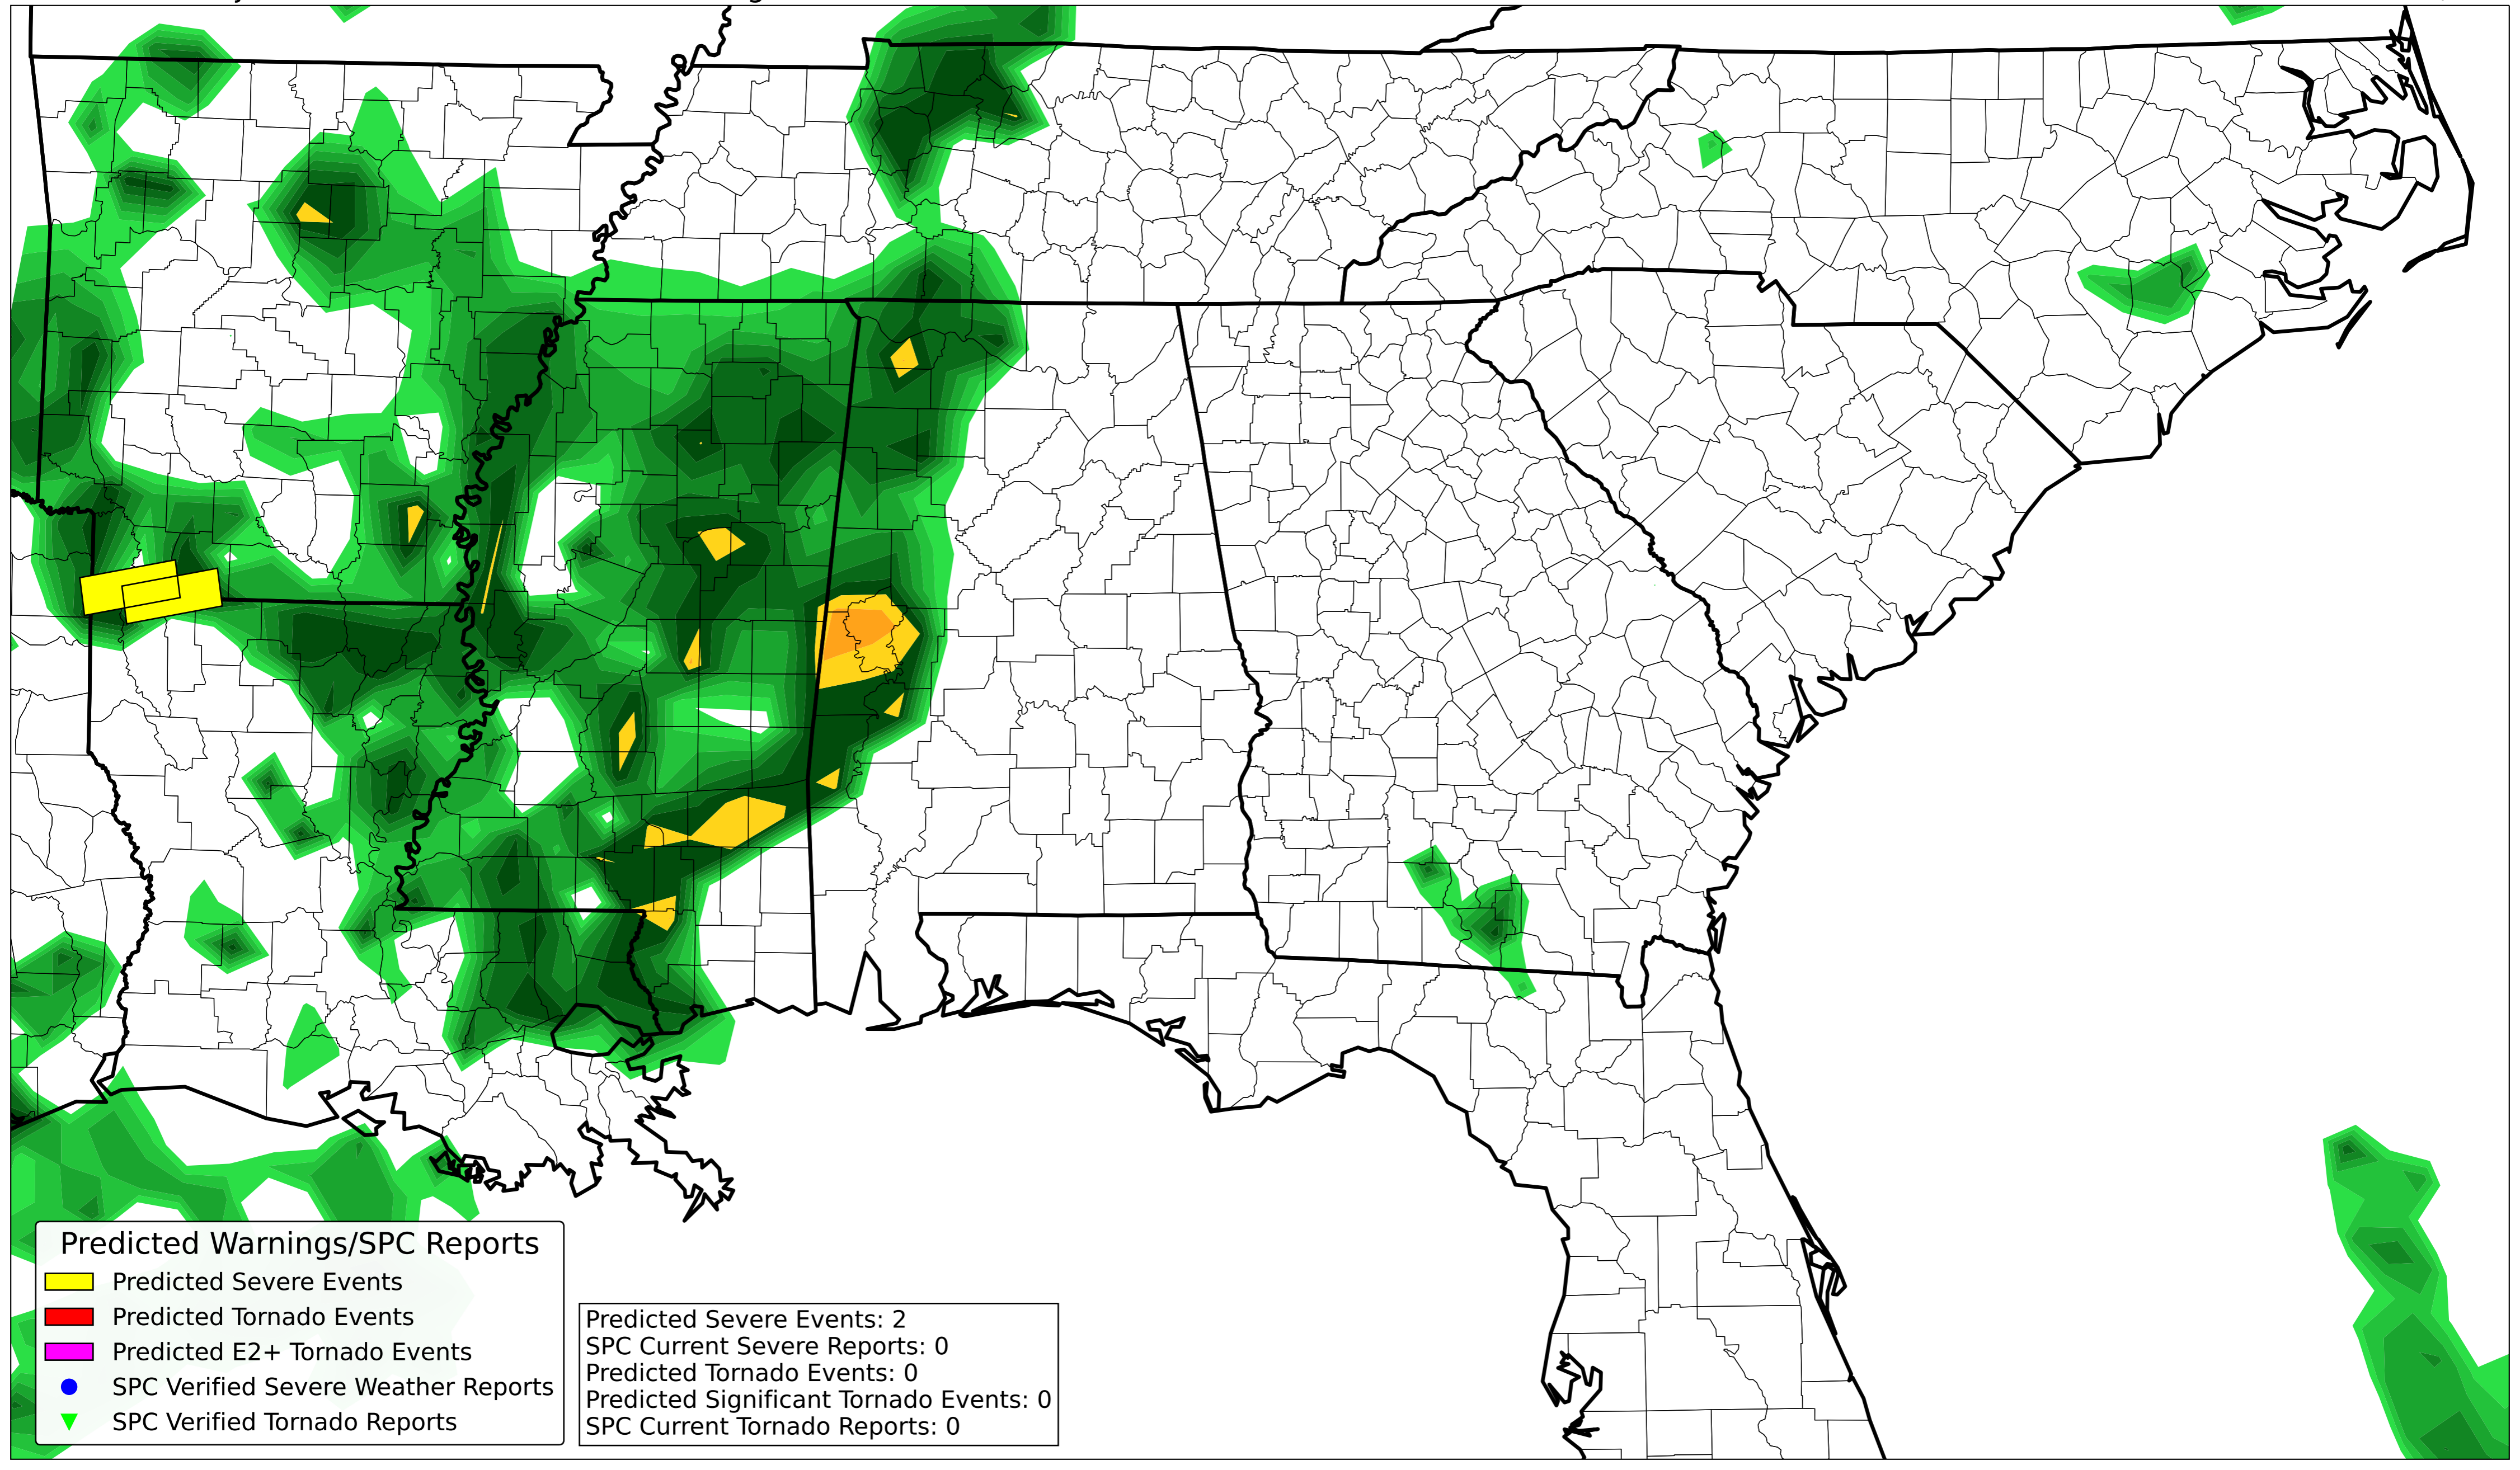 Predicted Warnings/SPC Reports
Predicted Severe Events
Predicted Tornado Events
Predicted E2+ Tornado Events
SPC Verified Severe Weather Reports
SPC Verified Tornado Reports
Predicted Severe Events: 2
SPC Current Severe Reports: 0
Predicted Tornado Events: 0
Predicted Significant Tornado Events: 0
SPC Current Tornado Reports: 0